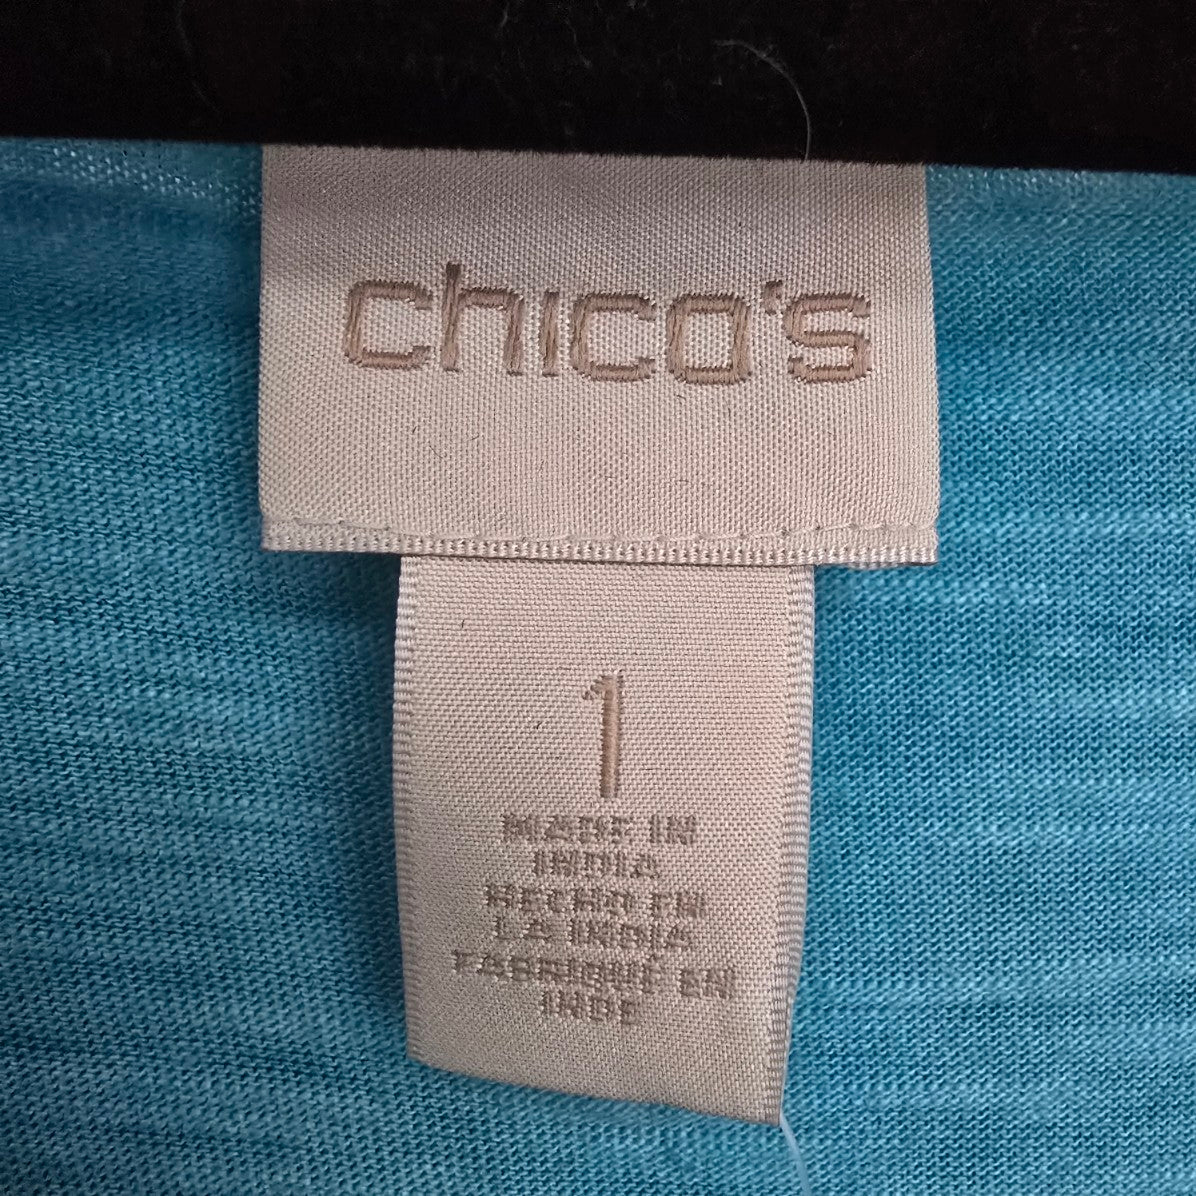 chico's
1
MADE IN
INDIA
HECHO EN
LA INDIA
FABRIQUÉ EN
INDE